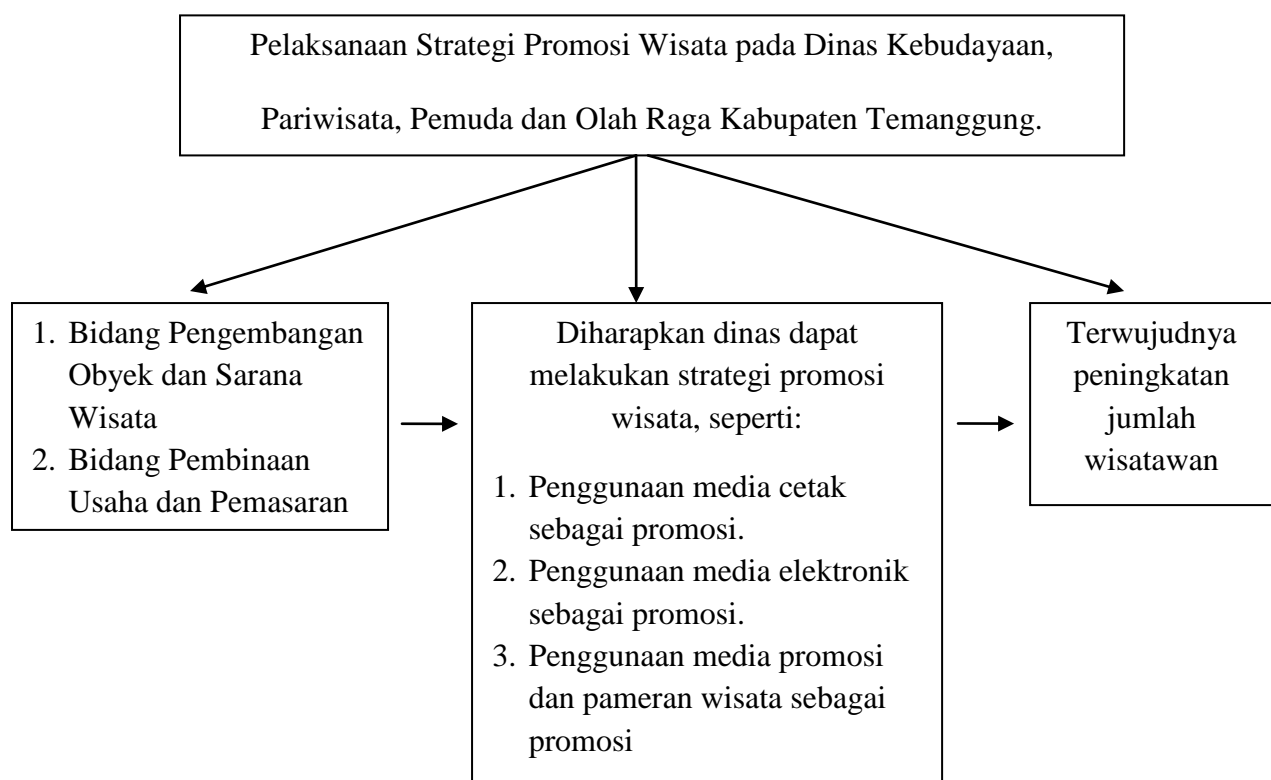 Pelaksanaan Strategi Promosi Wisata pada Dinas Kebudayaan,
Pariwisata, Pemuda dan Olah Raga Kabupaten Temanggung.
1. Bidang Pengembangan
Obyek dan Sarana
Wisata
2. Bidang Pembinaan
Usaha dan Pemasaran
Diharapkan dinas dapat
melakukan strategi promosi
wisata, seperti:
1. Penggunaan media cetak
sebagai promosi.
2. Penggunaan media elektronik
sebagai promosi.
3. Penggunaan media promosi
dan pameran wisata sebagai
promosi
Terwujudnya
peningkatan
jumlah
wisatawan